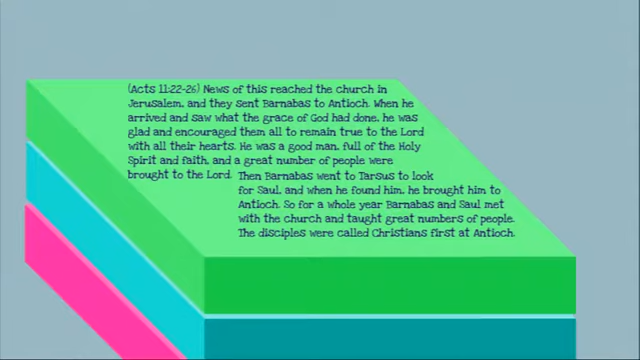 (Acts 11:22-26) News of this reached the church in
Jerusalem, and they sent Barnabas to Antioch. When he
arrived and saw what the grace of God had done, he was
glad and encouraged them all to remain true to the Lord
with all their hearts. He was a good man, full of the Holy
Spirit and faith, and a great number of people were
brought to the Lord. Then Barnabas went to Tarsus to look
for Saul, and when he found him, he brought him to
Antioch. So for a whole year Barnabas and Saul met
with the church and taught great numbers of people.
The disciples were called Christians first at Antioch.